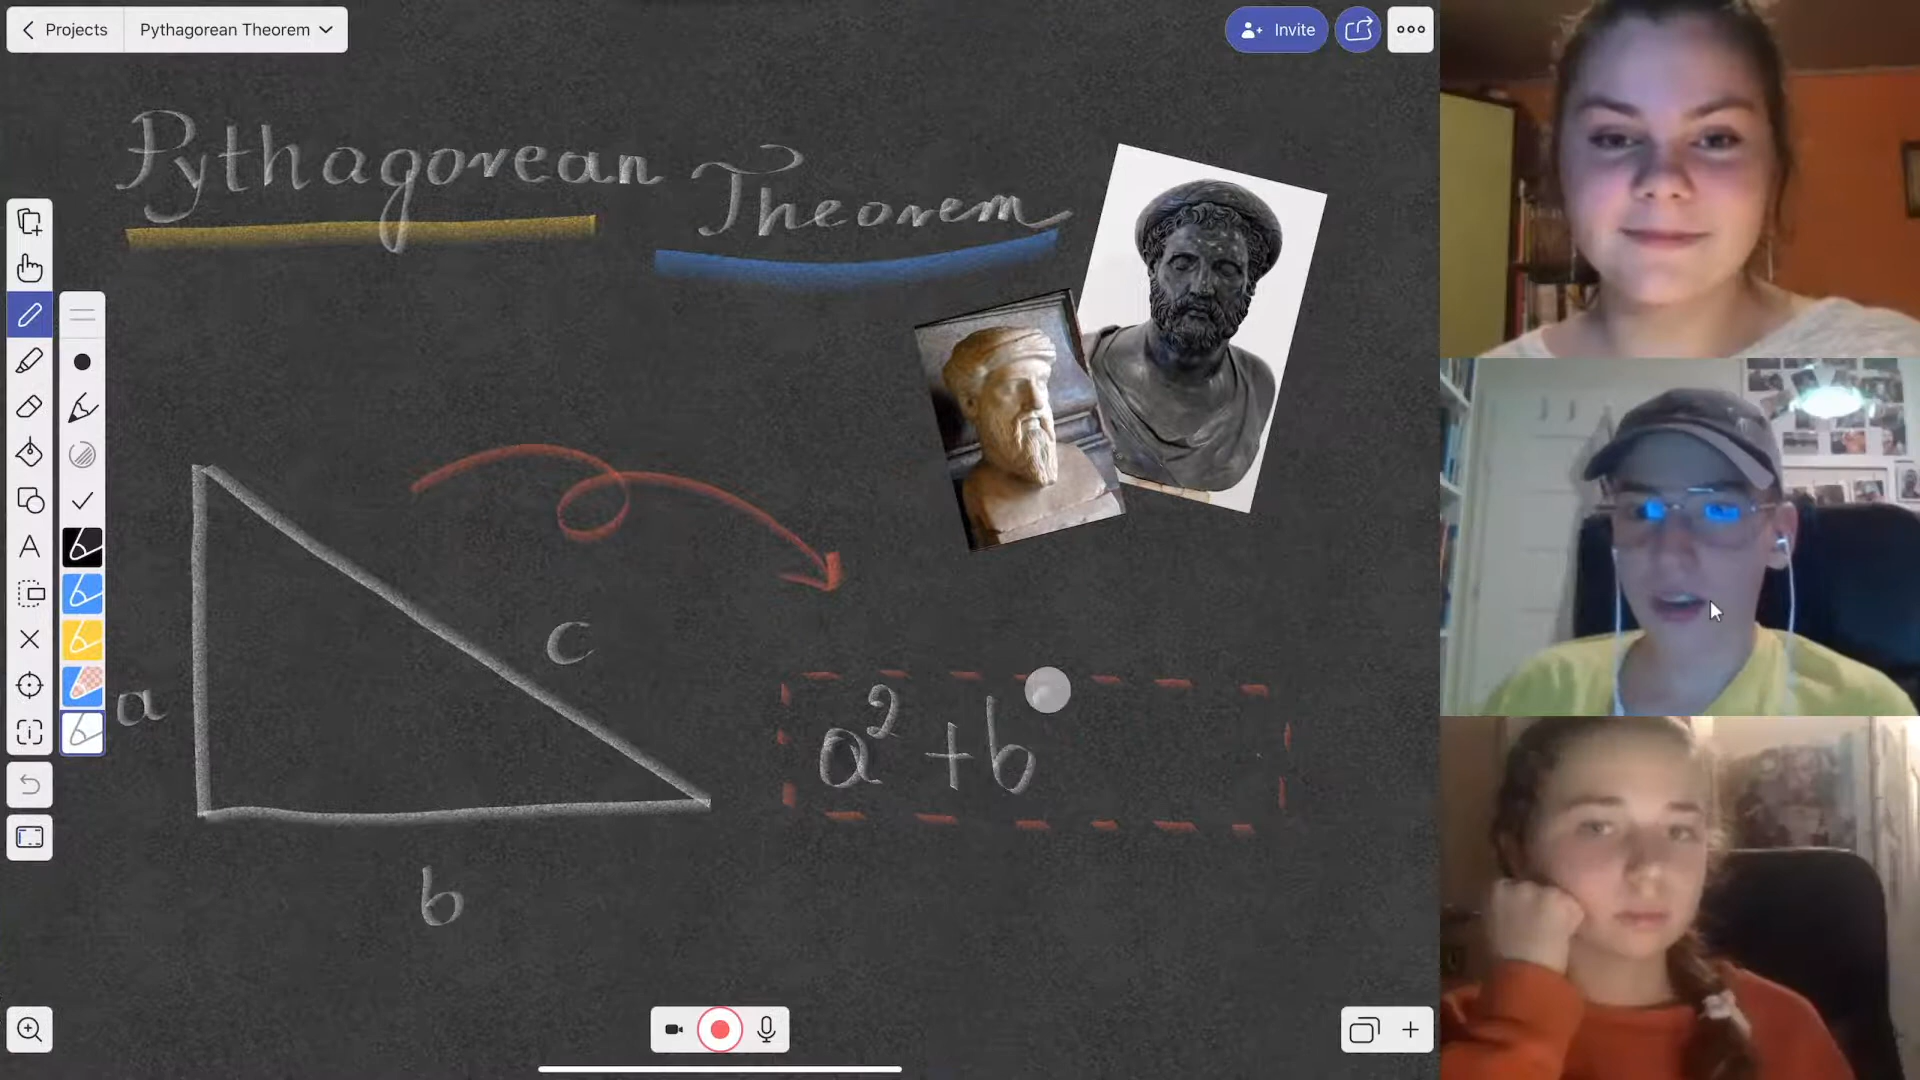 Projects
Pythagorean Theorem
Invite
Pythagorean Theorem
c
a
a² + b
b